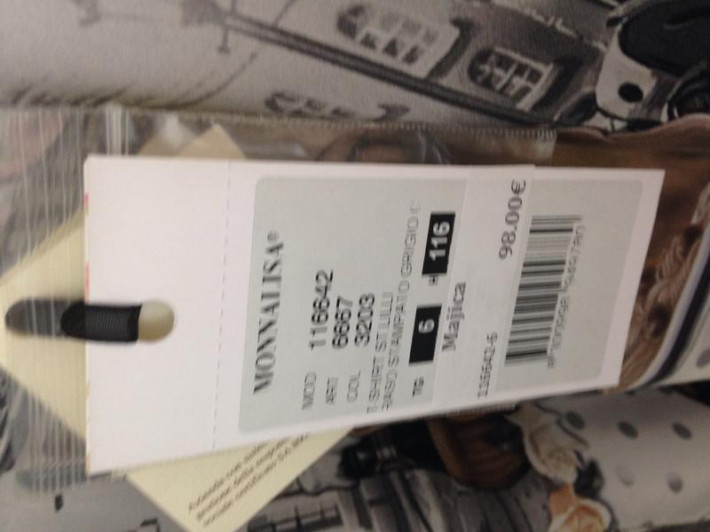 MONNALISA®
MOD 116642
ART 6667
COL 3203
T-SHIRT ST.LULU
RASO STAMPATO GRIGIO C
TG 6 H 116
Majica
116642-6
98.00€